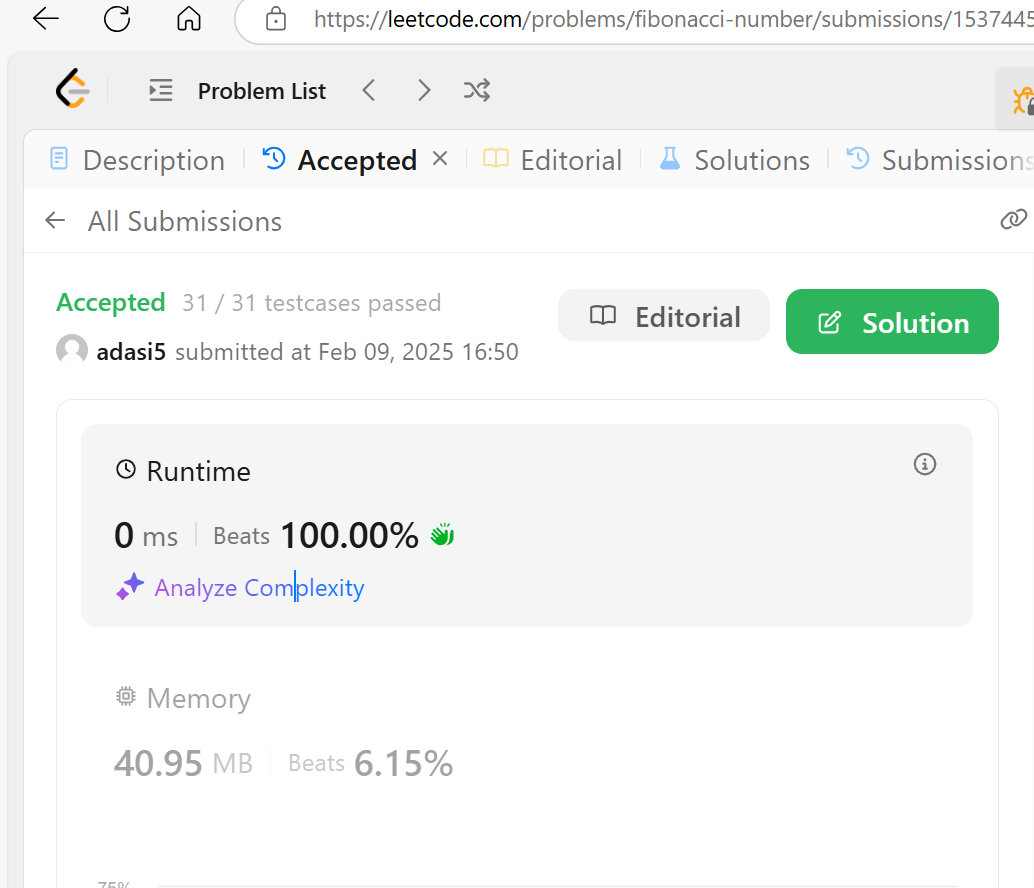 https://leetcode.com/problems/fibonacci-number/submissions/1537445
Problem List
Description Accepted Editorial Solutions Submissions
All Submissions
Accepted 31 / 31 testcases passed
Editorial
Solution
adasi5 submitted at Feb 09, 2025 16:50
Runtime
0 ms Beats 100.00%
Analyze Complexity
Memory
40.95 MB Beats 6.15%
75%